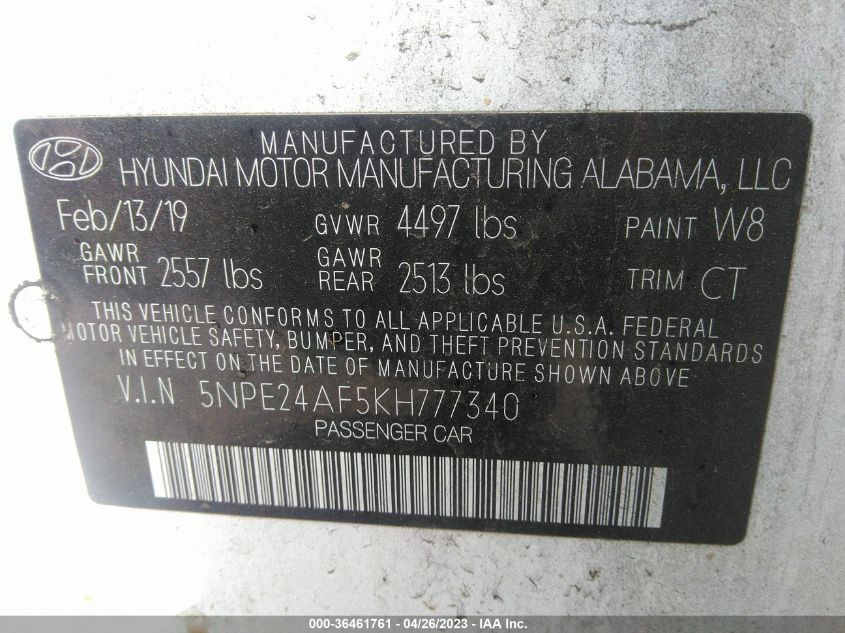 MANUFACTURED BY
HYUNDAI MOTOR MANUFACTURING ALABAMA, LLC
Feb/13/19 GVWR 4497 lbs PAINT W8
GAWR FRONT 2557 lbs GAWR REAR 2513 lbs TRIM CT
THIS VEHICLE CONFORMS TO ALL APPLICABLE U.S.A. FEDERAL
MOTOR VEHICLE SAFETY, BUMPER, AND THEFT PREVENTION STANDARDS
IN EFFECT ON THE DATE OF MANUFACTURE SHOWN ABOVE.
V.I.N 5NPE24AF5KH777340
PASSENGER CAR
000-36461761 - 04/26/2023 - Copyright © 2023 IAA, Inc.